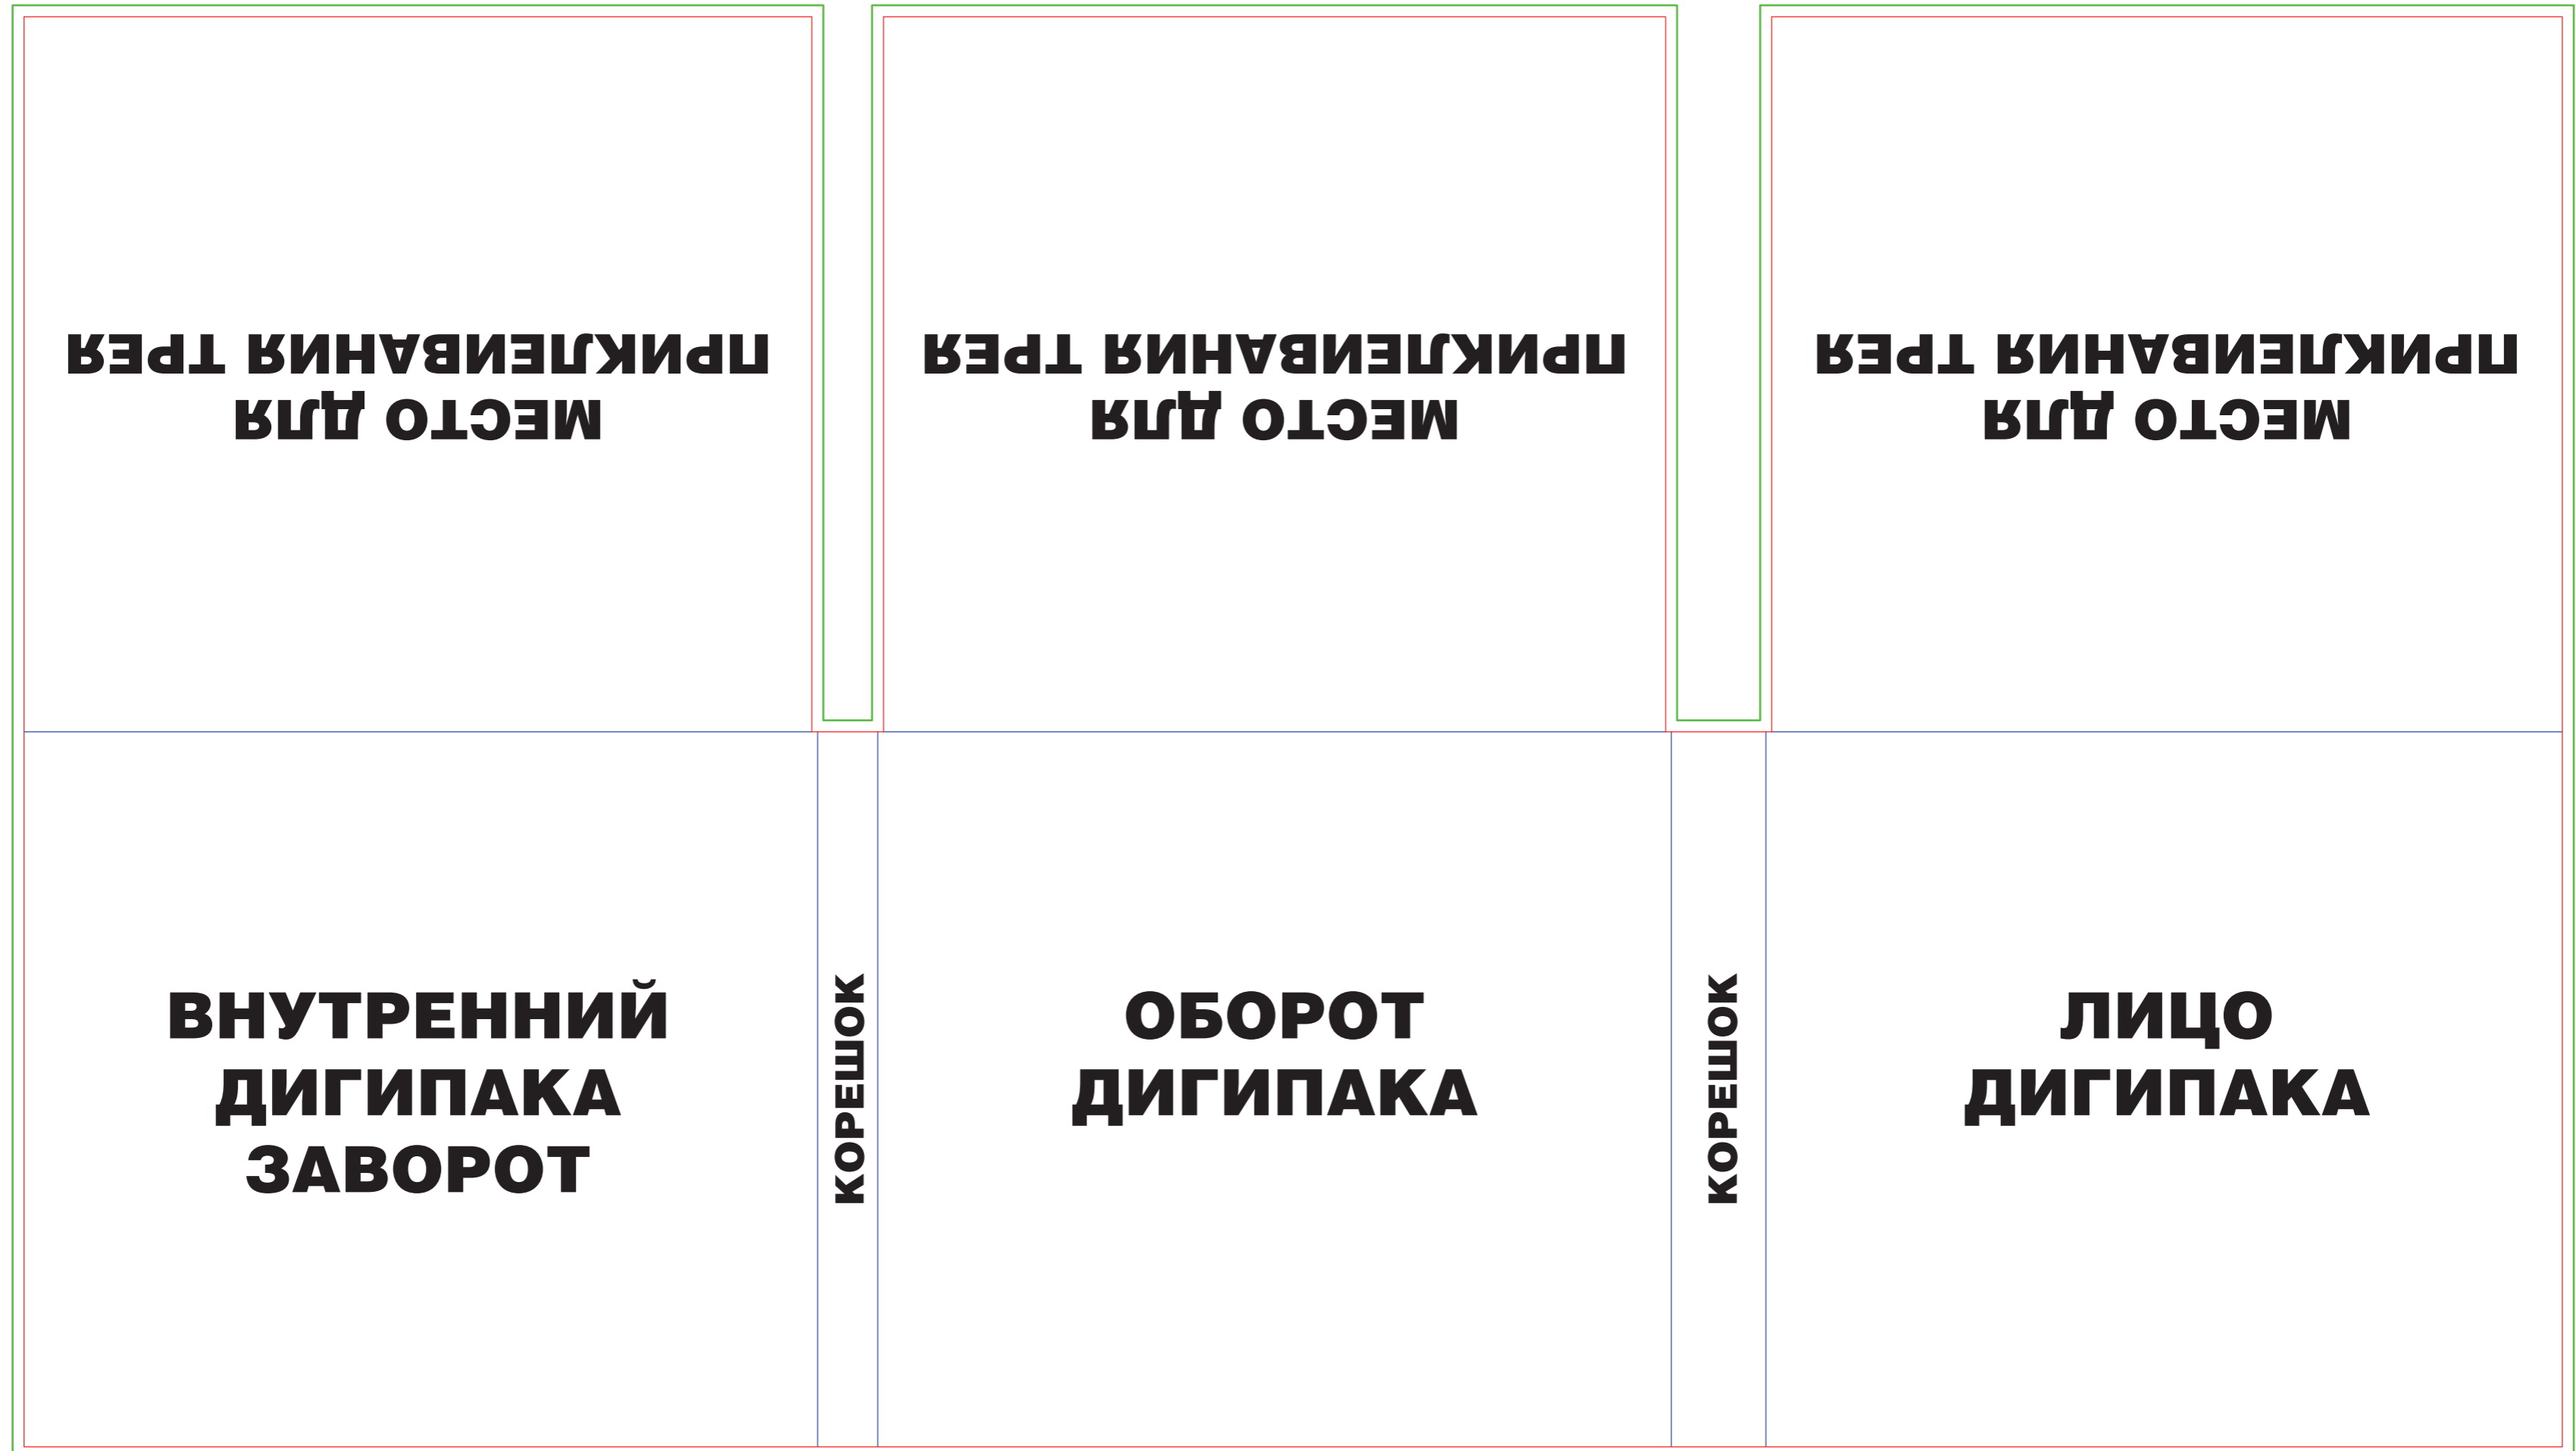 МЕСТО ДЛЯ
ПРИКЛЕИВАНИЯ ТРЕЯ
МЕСТО ДЛЯ
ПРИКЛЕИВАНИЯ ТРЕЯ
МЕСТО ДЛЯ
ПРИКЛЕИВАНИЯ ТРЕЯ
ВНУТРЕННИЙ
ДИГИПАКА
ЗАВОРОТ
КОРЕШОК
ОБОРОТ
ДИГИПАКА
КОРЕШОК
ЛИЦО
ДИГИПАКА